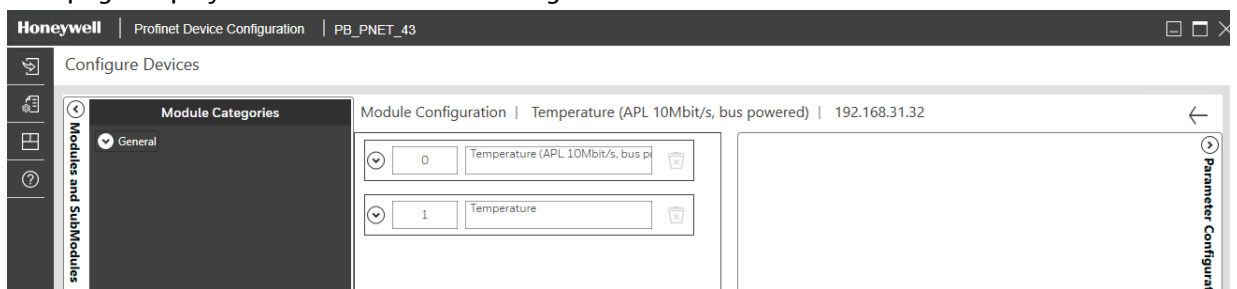 Honeywell | Profinet Device Configuration | PB_PNET_43
Configure Devices
Modules and SubModules
Module Categories
General
Module Configuration | Temperature (APL 10Mbit/s, bus powered) | 192.168.31.32
0 Temperature (APL 10Mbit/s, bus p
1 Temperature
Parameter Configurat